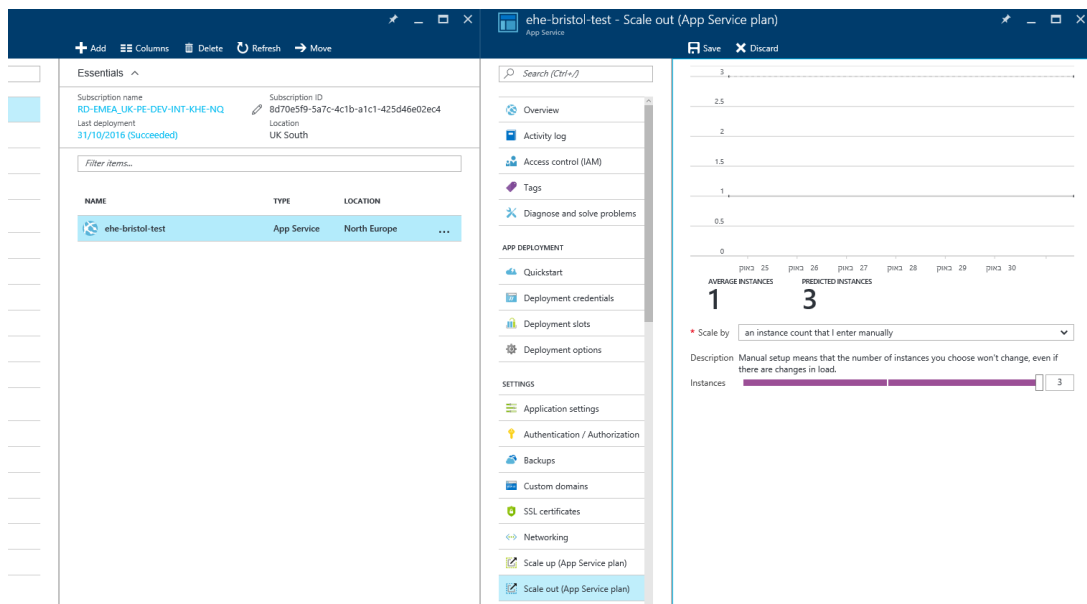 Add Columns Delete Refresh Move
Essentials
Subscription name
RD-EMEA_UK-PE-DEV-INT-KHE-NQ
Subscription ID
8d70e5f9-5a7c-4c1b-a1c1-425d46e02ec4
Last deployment
31/10/2016 (Succeeded)
Location
UK South
Filter items...
NAME TYPE LOCATION
ehe-bristol-test App Service North Europe ...
ehe-bristol-test - Scale out (App Service plan)
App Service
Search (Ctrl+/)
Overview
Activity log
Access control (IAM)
Tags
Diagnose and solve problems
APP DEPLOYMENT
Quickstart
Deployment credentials
Deployment slots
Deployment options
SETTINGS
Application settings
Authentication / Authorization
Backups
Custom domains
SSL certificates
Networking
Scale up (App Service plan)
Scale out (App Service plan)
Save Discard
3
2.5
2
1.5
1
0.5
0
25 באוק 26 באוק 27 באוק 28 באוק 29 באוק 30 באוק
AVERAGE INSTANCES PREDICTED INSTANCES
1 3
* Scale by an instance count that I enter manually
Description Manual setup means that the number of instances you choose won't change, even if
there are changes in load.
Instances 3